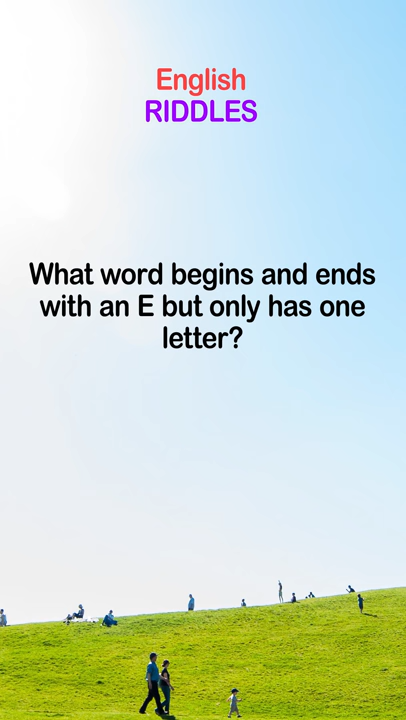 English
RIDDLES
What word begins and ends
with an E but only has one
letter?